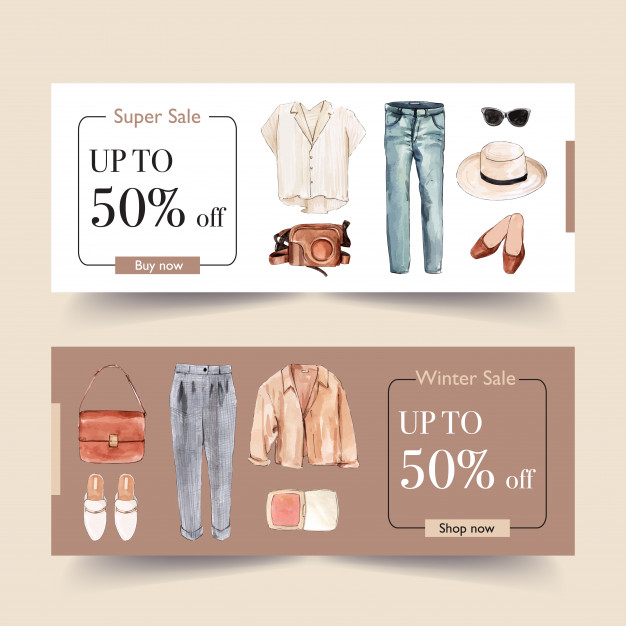 Super Sale
UP TO
50% off
Buy now
Winter Sale
UP TO
50% off
Shop now